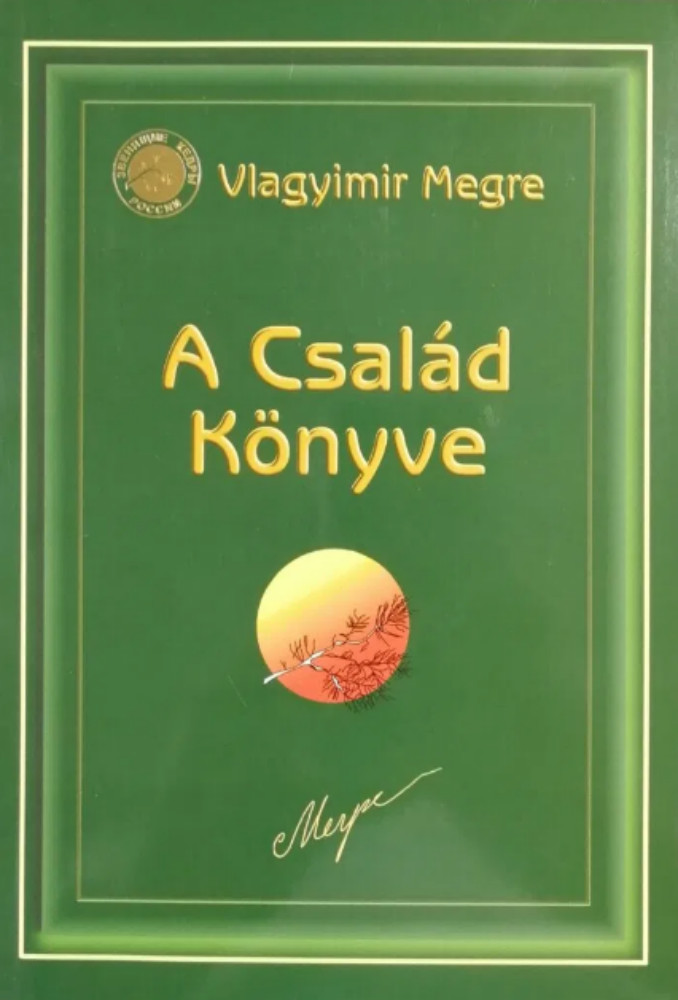 ЗВЕНЯЩИЕ КЕДРЫ
РОССИИ
Vlagyimir Megre
A Család
Könyve
Мегре